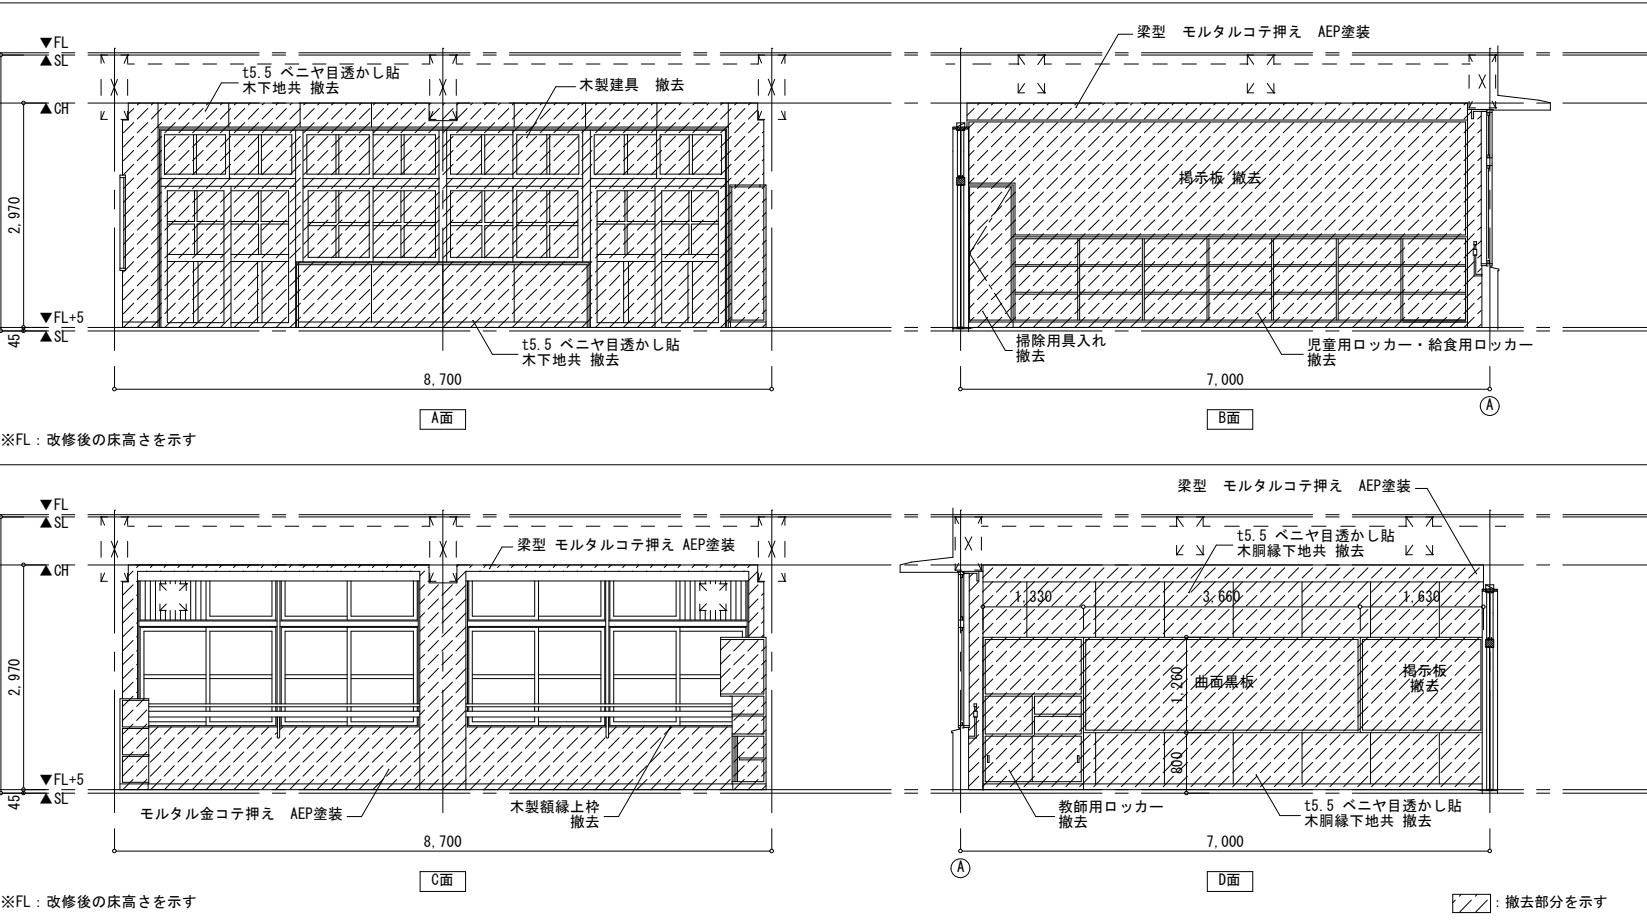 ▼FL
▲SL
t5.5 ベニヤ目透かし貼
木下地共 撤去
木製建具 撤去
▲CH
2,970
▼FL+5
▲SL
45
t5.5 ベニヤ目透かし貼
木下地共 撤去
8,700
A面
※FL：改修後の床高さを示す
梁型 モルタルコテ押え AEP塗装
掲示板 撤去
掃除用具入れ
撤去
児童用ロッカー・給食用ロッカー
撤去
7,000
A
B面
▼FL
▲SL
梁型 モルタルコテ押え AEP塗装
▲CH
2,970
▼FL+5
▲SL
45
モルタル金コテ押え AEP塗装
木製額縁上枠
撤去
8,700
C面
※FL：改修後の床高さを示す
梁型 モルタルコテ押え AEP塗装
t5.5 ベニヤ目透かし貼
木胴縁下地共 撤去
1,330
3,660
1,630
掲示板
撤去
曲面黒板
1,260
800
教師用ロッカー
撤去
t5.5 ベニヤ目透かし貼
木胴縁下地共 撤去
7,000
A
D面
：撤去部分を示す